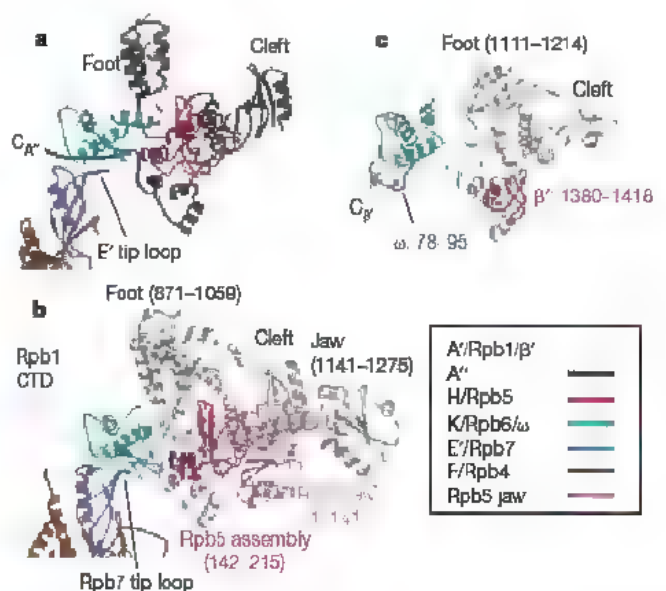 a
Foot
Cleft
C A″
E′ tip loop
c
Foot (1111–1214)
Cleft
C β′
β′: 1380–1418
ω: 78–95
b
Foot (871–1059)
Rpb1
CTD
Cleft
Jaw
(1141–1275)
Rpb5 assembly
(142–215)
Rpb7 tip loop
A′/Rpb1/β′
A″
H/Rpb5
K/Rpb6/ω
E′/Rpb7
F/Rpb4
Rpb5 jaw